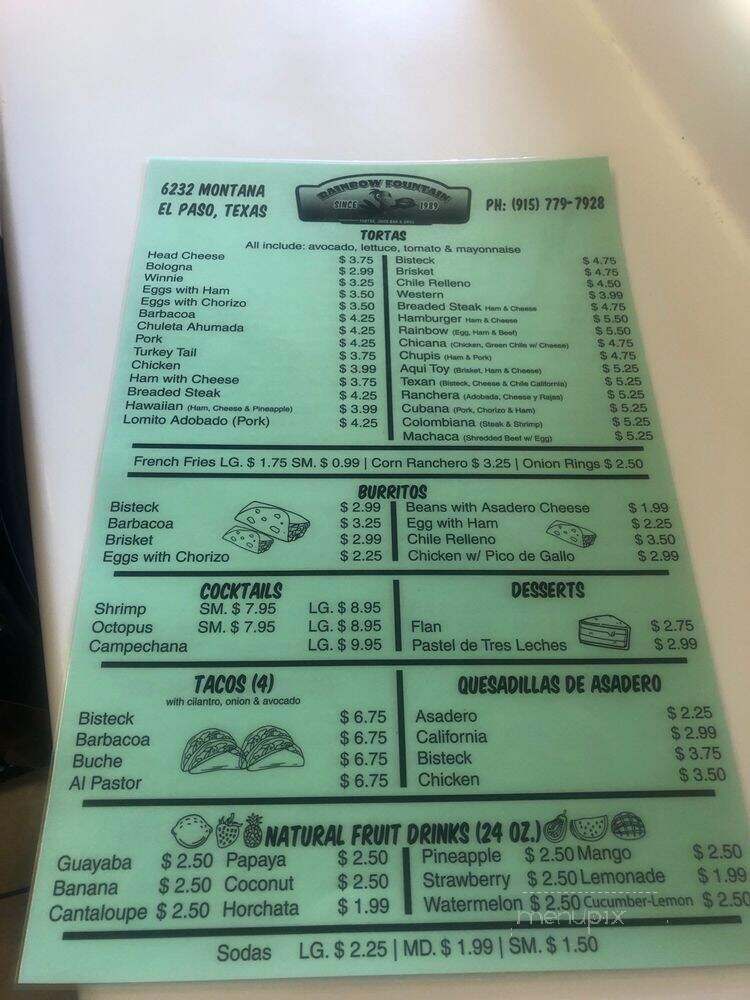 6232 MONTANA
EL PASO, TEXAS
RAINBOW FOUNTAIN
SINCE 1989
PH: (915) 779-7928
TORTAS
All include: avocado, lettuce, tomato & mayonnaise
Head Cheese $ 3.75
Bologna $ 2.99
Winnie $ 3.25
Eggs with Ham $ 3.50
Eggs with Chorizo $ 3.50
Barbacoa $ 4.25
Chuleta Ahumada $ 4.25
Pork $ 4.25
Turkey Tail $ 3.75
Chicken $ 3.99
Ham with Cheese $ 3.75
Breaded Steak $ 4.25
Hawaiian (Ham, Cheese & Pineapple) $ 3.99
Lomito Adobado (Pork) $ 4.25
Bisteck $ 4.75
Brisket $ 4.75
Chile Relleno $ 4.50
Western $ 3.99
Breaded Steak Ham & Cheese $ 4.75
Hamburger Ham & Cheese $ 5.50
Rainbow (Egg, Ham & Beef) $ 5.50
Chicana (Chicken, Green Chile w/ Cheese) $ 4.75
Chupis (Ham & Pork) $ 4.75
Aqui Toy (Brisket, Ham & Cheese) $ 5.25
Texan (Bisteck, Cheese & Chile California) $ 5.25
Ranchera (Adobada, Cheese y Rajas) $ 5.25
Cubana (Pork, Chorizo & Ham) $ 5.25
Colombiana (Steak & Shrimp) $ 5.25
Machaca (Shredded Beef w/ Egg) $ 5.25
French Fries LG. $ 1.75 SM. $ 0.99 | Corn Ranchero $ 3.25 | Onion Rings $ 2.50
BURRITOS
Bisteck $ 2.99
Barbacoa $ 3.25
Brisket $ 2.99
Eggs with Chorizo $ 2.25
Beans with Asadero Cheese $ 1.99
Egg with Ham $ 2.25
Chile Relleno $ 3.50
Chicken w/ Pico de Gallo $ 2.99
COCKTAILS
Shrimp SM. $ 7.95 LG. $ 8.95
Octopus SM. $ 7.95 LG. $ 8.95
Campechana LG. $ 9.95
DESSERTS
Flan $ 2.75
Pastel de Tres Leches $ 2.99
TACOS (4)
with cilantro, onion & avocado
Bisteck $ 6.75
Barbacoa $ 6.75
Buche $ 6.75
Al Pastor $ 6.75
QUESADILLAS DE ASADERO
Asadero $ 2.25
California $ 2.99
Bisteck $ 3.75
Chicken $ 3.50
NATURAL FRUIT DRINKS (24 OZ.)
Guayaba $ 2.50 Papaya $ 2.50 Pineapple $ 2.50 Mango $ 2.50
Banana $ 2.50 Coconut $ 2.50 Strawberry $ 2.50 Lemonade $ 1.99
Cantaloupe $ 2.50 Horchata $ 1.99 Watermelon $ 2.50 Cucumber-Lemon $ 2.50
menupix
Sodas LG. $ 2.25 | MD. $ 1.99 | SM. $ 1.50